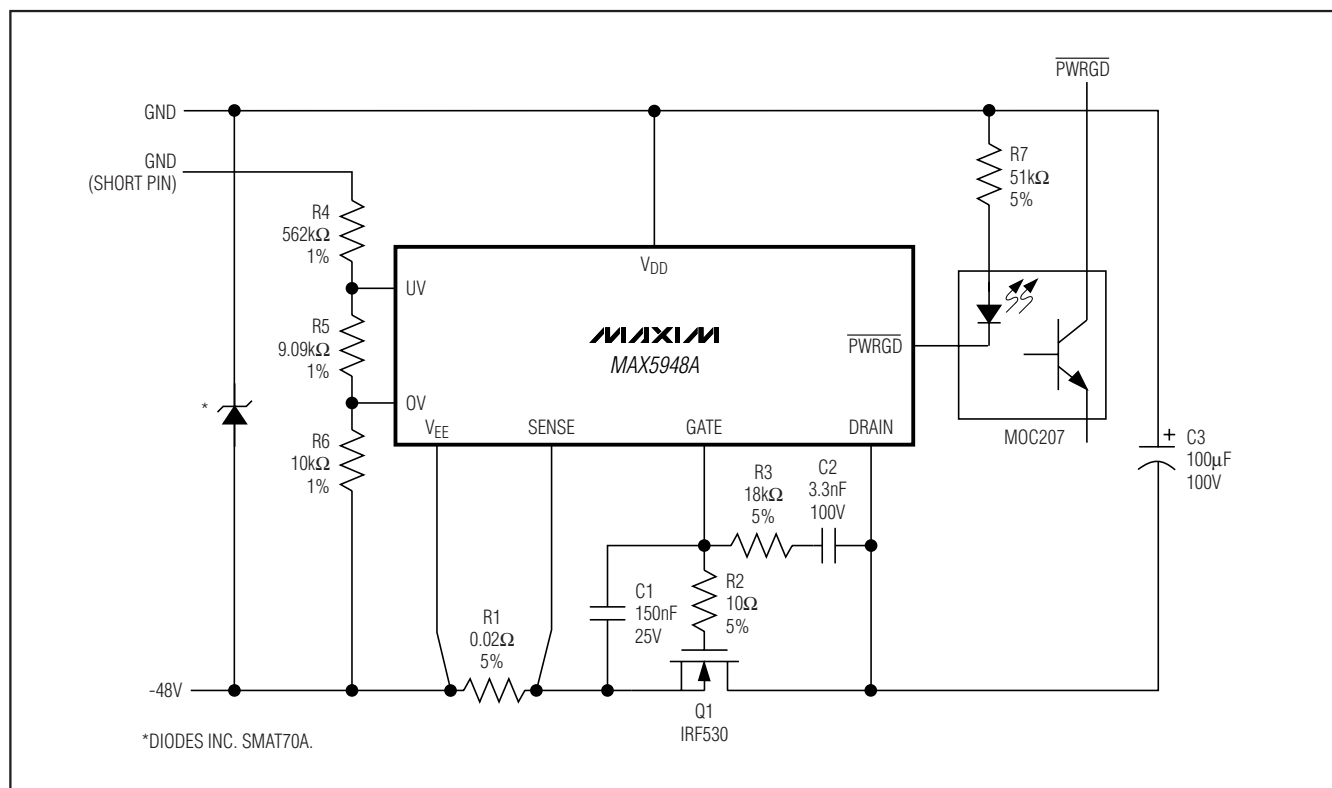 PWRGD
GND
GND
(SHORT PIN)
R7
51kΩ
5%
R4
562kΩ
1%
VDD
UV
R5
9.09kΩ
1%
MAXIM
MAX5948A
PWRGD
*
OV
VEE
SENSE
GATE
DRAIN
MOC207
R6
10kΩ
1%
+
C3
100µF
100V
R3
18kΩ
5%
C2
3.3nF
100V
C1
150nF
25V
R2
10Ω
5%
R1
0.02Ω
5%
-48V
Q1
IRF530
*DIODES INC. SMAT70A.